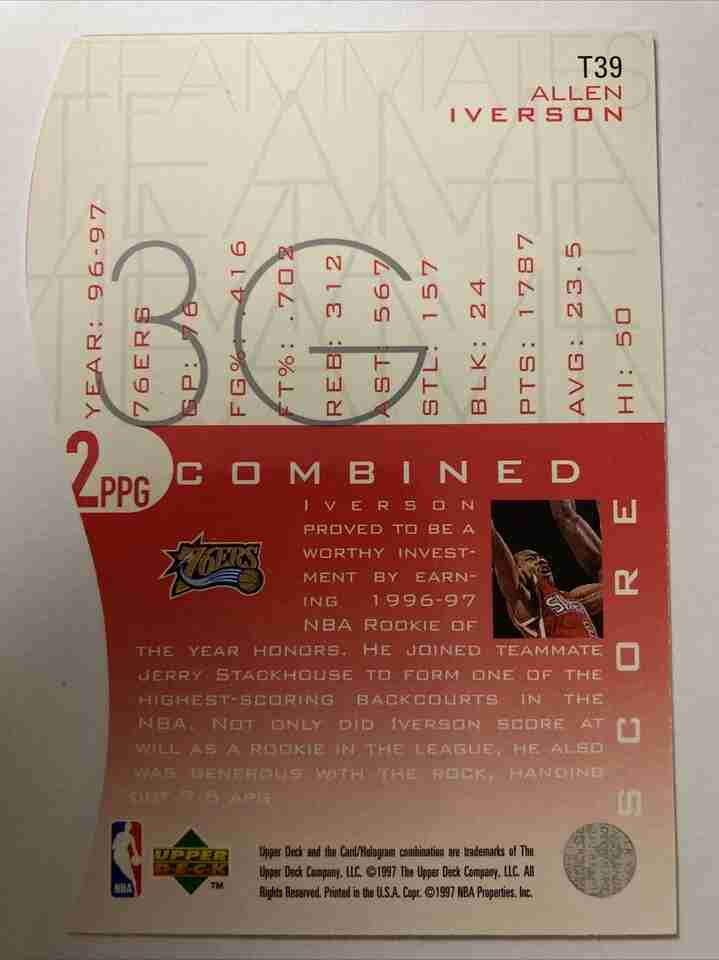 TEAMMATES
T39
ALLEN
IVERSON
YEAR: 96-97
76ERS
GP: 76
FG%: .416
FT%: .702
REB: 312
AST: 567
STL: 157
BLK: 24
PTS: 1787
AVG: 23.5
HI: 50
3G
2PPG
COMBINED
SCORE
IVERSON
PROVED TO BE A
WORTHY INVEST-
MENT BY EARN-
ING 1996-97
NBA ROOKIE OF
THE YEAR HONORS. HE JOINED TEAMMATE
JERRY STACKHOUSE TO FORM ONE OF THE
HIGHEST-SCORING BACKCOURTS IN THE
NBA. NOT ONLY DID IVERSON SCORE AT
WILL AS A ROOKIE IN THE LEAGUE, HE ALSO
WAS GENEROUS WITH THE ROCK, HANDING
OUT 7.5 APG
76ERS
NBA
UPPER
DECK
TM
Upper Deck and the Card/Hologram combination are trademarks of The
Upper Deck Company, LLC. ©1997 The Upper Deck Company, LLC. All
Rights Reserved. Printed in the U.S.A. Copr. ©1997 NBA Properties, Inc.